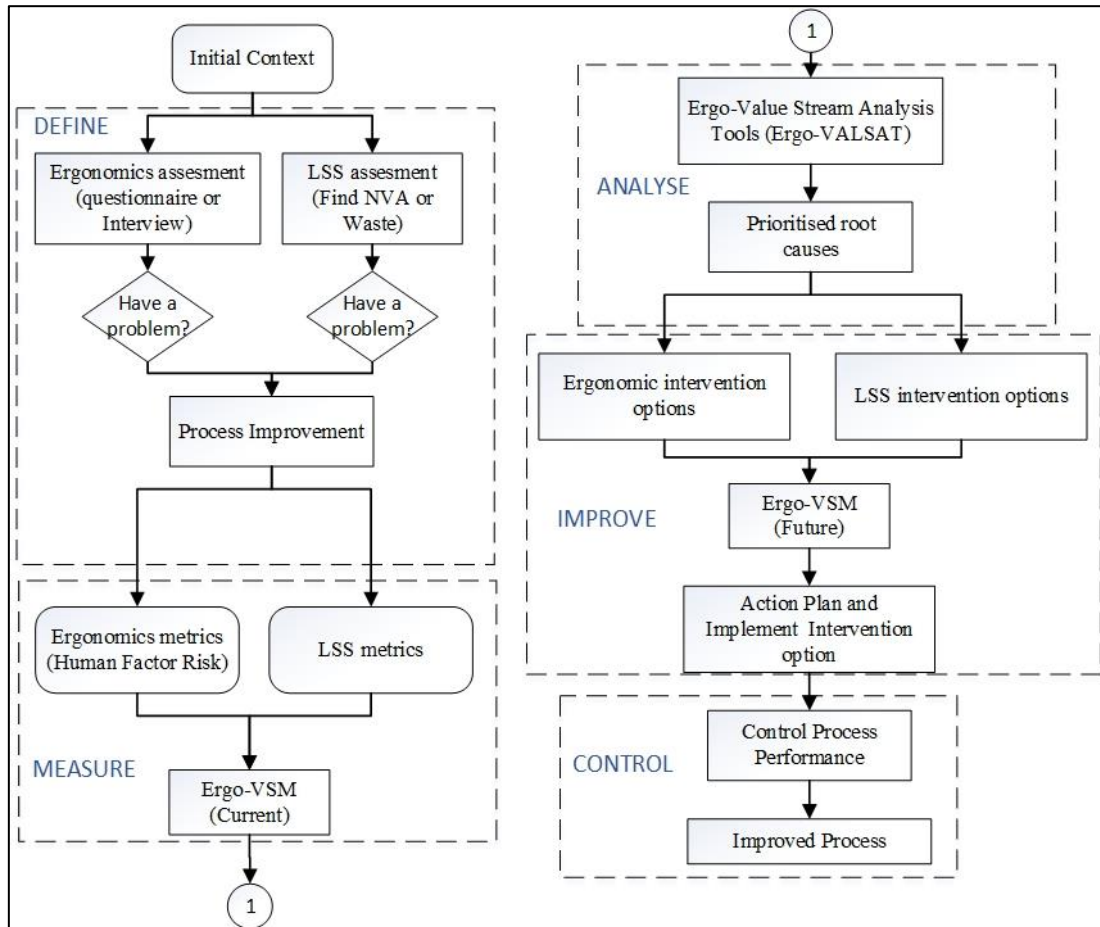 Initial Context
DEFINE
Ergonomics assesment
(questionnaire or
Interview)
LSS assesment
(Find NVA or
Waste)
Have a
problem?
Have a
problem?
Process Improvement
Ergonomics metrics
(Human Factor Risk)
LSS metrics
MEASURE
Ergo-VSM
(Current)
1
1
Ergo-Value Stream Analysis
Tools (Ergo-VALSAT)
ANALYSE
Prioritised root
causes
Ergonomic intervention
options
LSS intervention options
IMPROVE
Ergo-VSM
(Future)
Action Plan and
Implement Intervention
option
CONTROL
Control Process
Performance
Improved Process